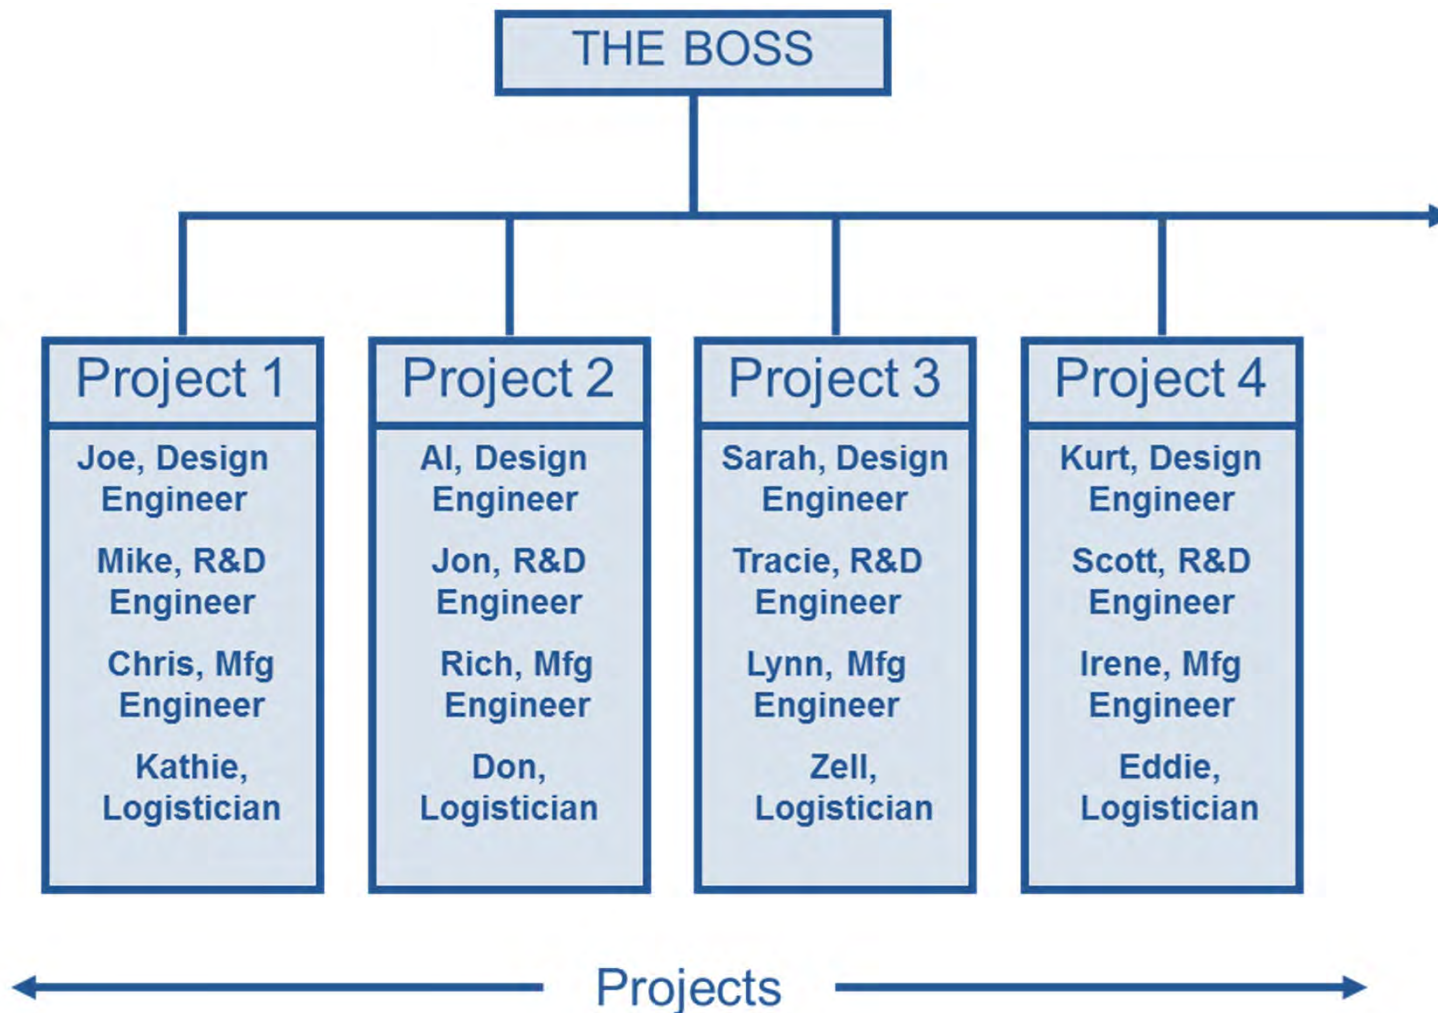 THE BOSS
Project 1
Joe, Design
Engineer
Mike, R&D
Engineer
Chris, Mfg
Engineer
Kathie,
Logistician
Project 2
Al, Design
Engineer
Jon, R&D
Engineer
Rich, Mfg
Engineer
Don,
Logistician
Project 3
Sarah, Design
Engineer
Tracie, R&D
Engineer
Lynn, Mfg
Engineer
Zell,
Logistician
Project 4
Kurt, Design
Engineer
Scott, R&D
Engineer
Irene, Mfg
Engineer
Eddie,
Logistician
Projects